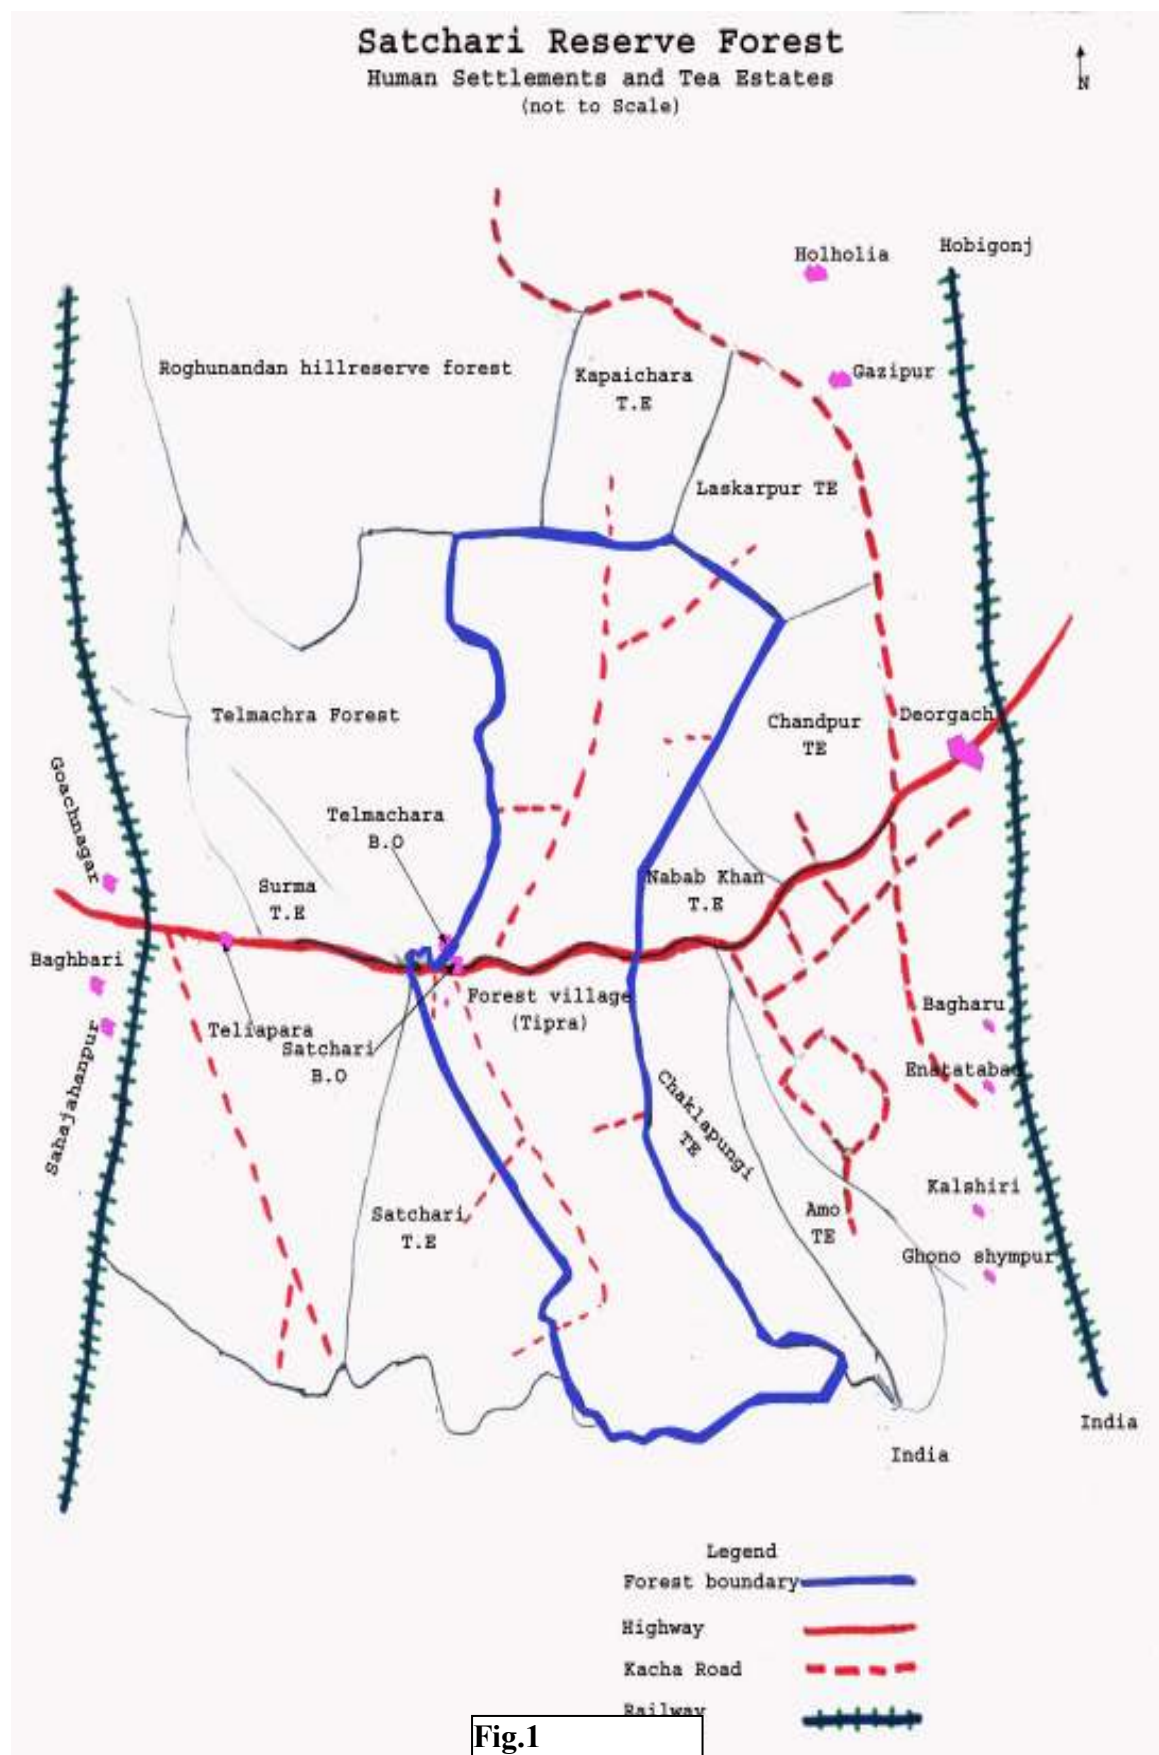 Satchari Reserve Forest
Human Settlements and Tea Estates
(not to Scale)
N
Holholia
Hobigonj
Roghunandan hillreserve forest
Kapaichara
T.E
Gazipur
Laskarpur TE
Telmachra Forest
Chandpur
TE
Deorgach
Goachnagar
Telmachara
B.O
Surma
T.E
Nabab Khan
T.E
Baghbari
Forest village
(Tipra)
Bagharu
Teliapara
Satchari
B.O
Sahajahanpur
Enatatabad
Chaklapungi
TE
Kalshiri
Satchari
T.E
Amo
TE
Ghono shympur
India
India
Legend
Forest boundary
Highway
Kacha Road
Railway
Fig.1